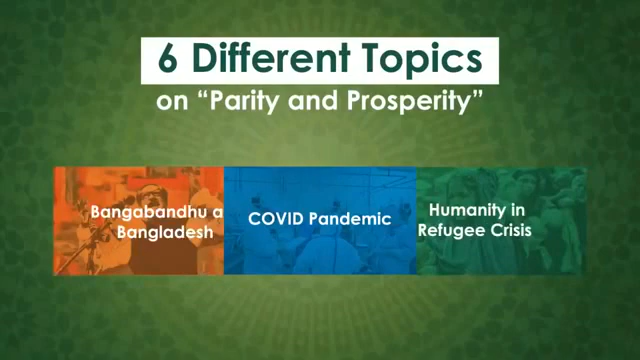 6 Different Topics
on “Parity and Prosperity”
Bangabandhu a
Bangladesh
COVID Pandemic
Humanity in
Refugee Crisis